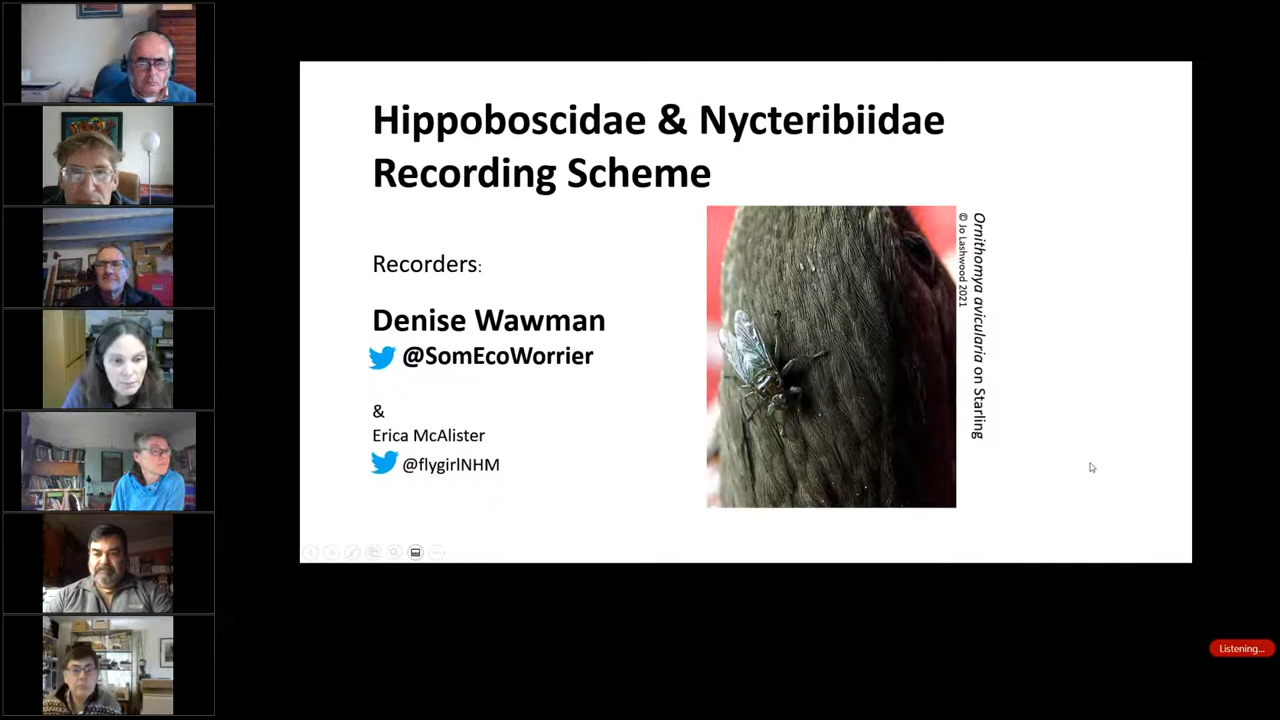 Hippoboscidae & Nycteribiidae
Recording Scheme
Recorders:
Denise Wawman
@SomEcoWorrier
&
Erica McAlister
@flygirlNHM
Ornithomya avicularia on Starling
© Jo Lashwood 2021
Listening...